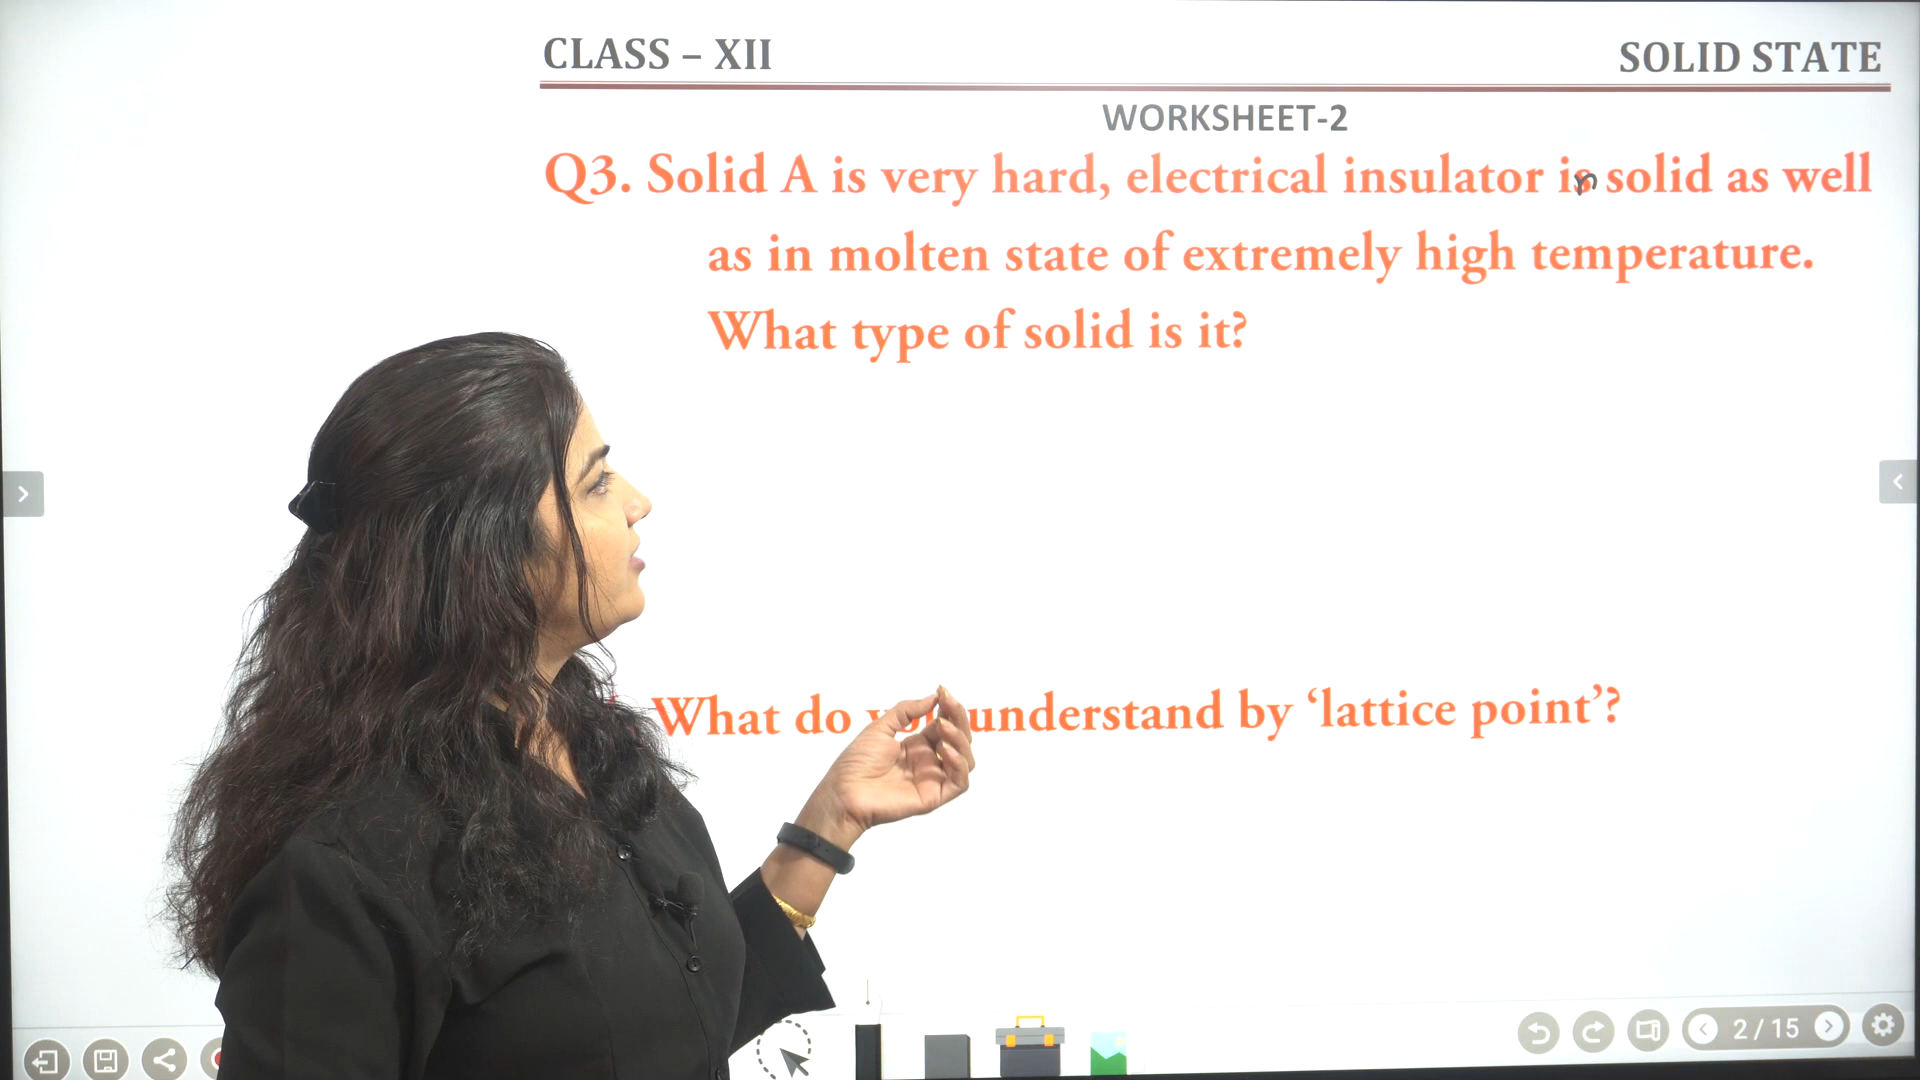 CLASS – XII
SOLID STATE
WORKSHEET-2
Q3. Solid A is very hard, electrical insulator in solid as well
as in molten state of extremely high temperature.
What type of solid is it?
What do you understand by ‘lattice point’?
2 / 15